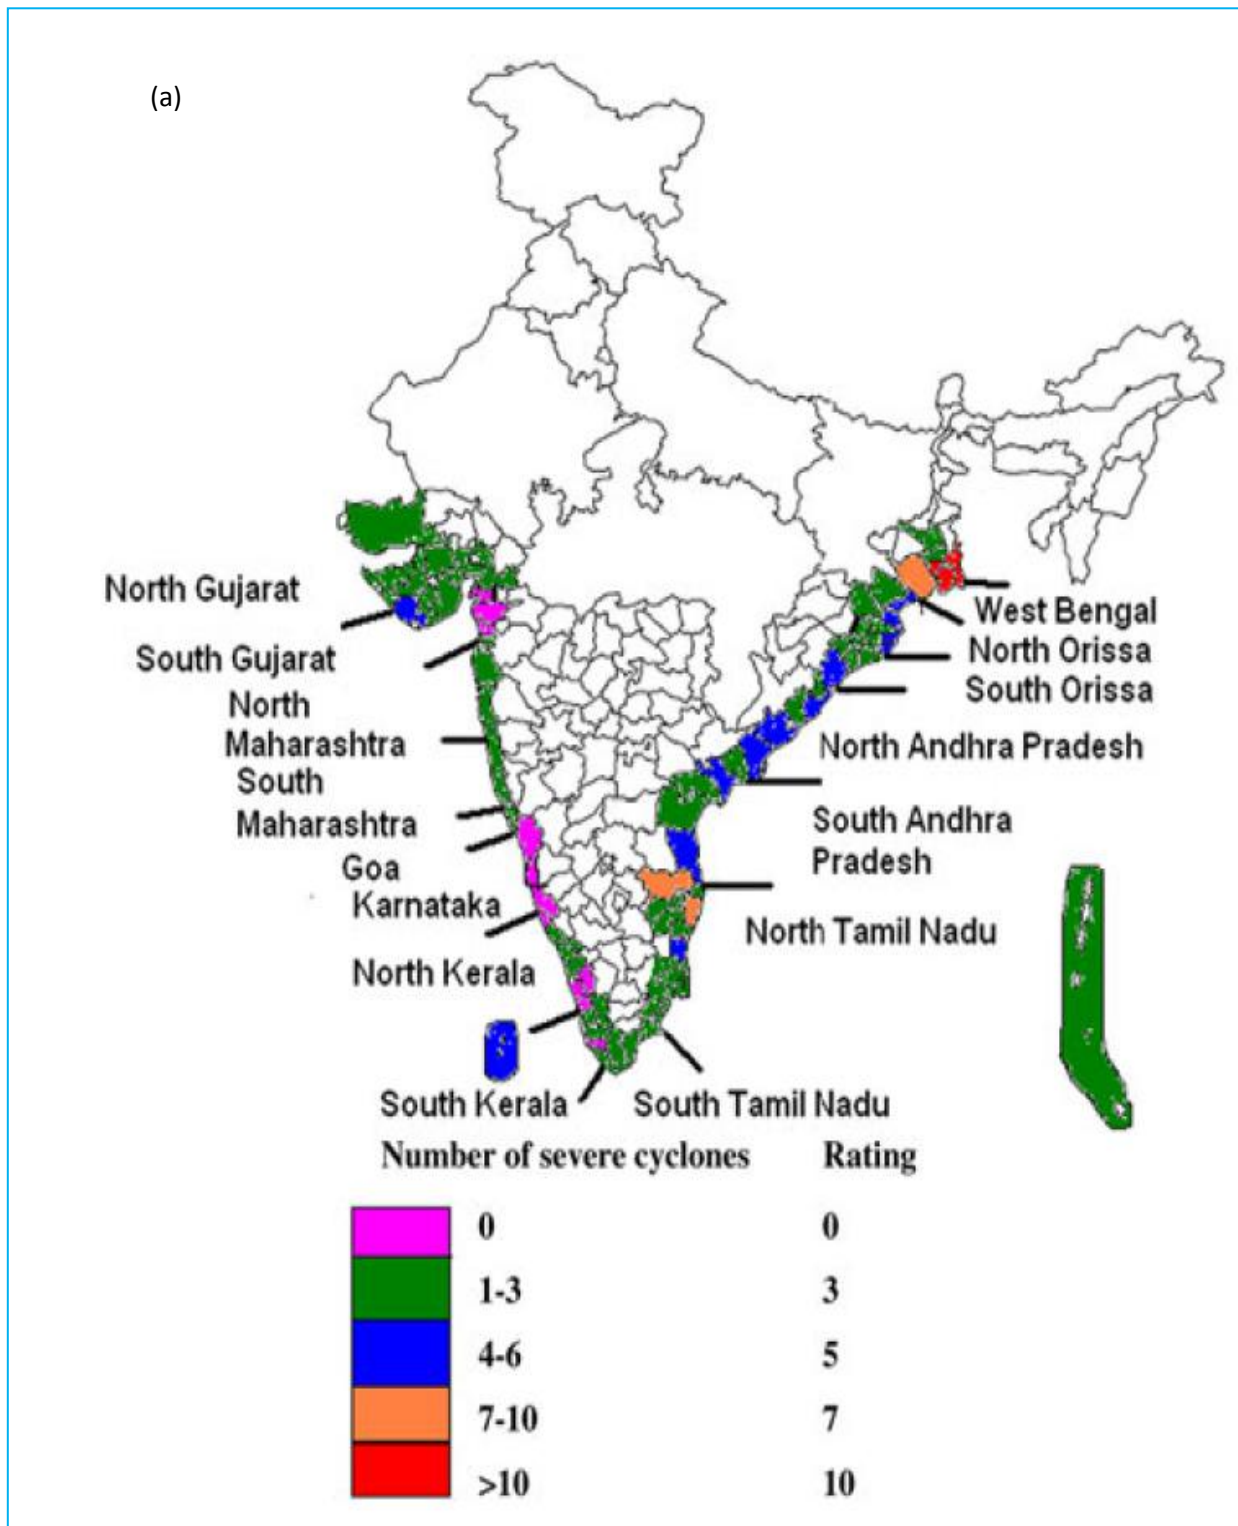 (a)
North Gujarat
South Gujarat
North
Maharashtra
South
Maharashtra
Goa
Karnataka
North Kerala
South Kerala
South Tamil Nadu
West Bengal
North Orissa
South Orissa
North Andhra Pradesh
South Andhra
Pradesh
North Tamil Nadu
Number of severe cyclones Rating
0 0
1-3 3
4-6 5
7-10 7
>10 10